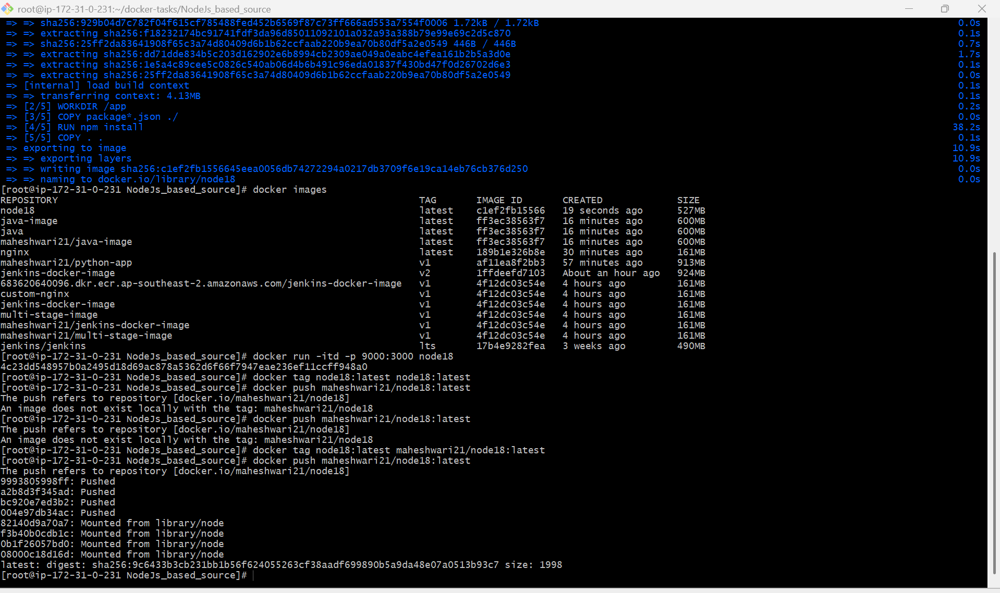 root@ip-172-31-0-231:~/docker-tasks/NodeJs_based_source
=> => sha256:929b04d7c782f04f615cf785488fed452b6569f87c73ff666ad553a7554f0006 1.72kB / 1.72kB 0.0s
=> => extracting sha256:f18232174bc91741fdf3da96d85011092101a032a93a388b79e99e69c2d5c870 0.1s
=> => sha256:25ff2da83641908f65c3a74d80409d6b1b62ccfaab220b9ea70b80df5a2e0549 446B / 446B 0.7s
=> => extracting sha256:dd71dde834b5c203d162902e6b8994cb2309ae049a0eabc4efea161b2b5a3d0e 1.7s
=> => extracting sha256:1e5a4c89cee5c0826c540ab06d4b6b491c96eda01837f430bd47f0d26702d6e3 0.1s
=> => extracting sha256:25ff2da83641908f65c3a74d80409d6b1b62ccfaab220b9ea70b80df5a2e0549 0.0s
=> [internal] load build context 0.1s
=> => transferring context: 4.13MB 0.1s
=> [2/5] WORKDIR /app 0.2s
=> [3/5] COPY package*.json ./ 0.0s
=> [4/5] RUN npm install 38.2s
=> [5/5] COPY . . 0.1s
=> exporting to image 10.9s
=> => exporting layers 10.9s
=> => writing image sha256:c1ef2fb1556645eea0056db74272294a0217db3709f6e19ca14eb76cb376d250 0.0s
=> => naming to docker.io/library/node18 0.0s
[root@ip-172-31-0-231 NodeJs_based_source]# docker images
REPOSITORY TAG IMAGE ID CREATED SIZE
node18 latest c1ef2fb15566 19 seconds ago 527MB
java-image latest ff3ec38563f7 16 minutes ago 600MB
java latest ff3ec38563f7 16 minutes ago 600MB
maheshwari21/java-image latest ff3ec38563f7 16 minutes ago 600MB
nginx latest 189b1e326b8e 30 minutes ago 161MB
maheshwari21/python-app v1 af11ea8f2bb3 57 minutes ago 913MB
jenkins-docker-image v2 1ffdeefd7103 About an hour ago 924MB
683620640096.dkr.ecr.ap-southeast-2.amazonaws.com/jenkins-docker-image v1 4f12dc03c54e 4 hours ago 161MB
custom-nginx v1 4f12dc03c54e 4 hours ago 161MB
jenkins-docker-image v1 4f12dc03c54e 4 hours ago 161MB
multi-stage-image v1 4f12dc03c54e 4 hours ago 161MB
maheshwari21/jenkins-docker-image v1 4f12dc03c54e 4 hours ago 161MB
maheshwari21/multi-stage-image v1 4f12dc03c54e 4 hours ago 161MB
jenkins/jenkins lts 17b4e9282fea 3 weeks ago 490MB
[root@ip-172-31-0-231 NodeJs_based_source]# docker run -itd -p 9000:3000 node18
4c23dd548957b0a2495d18d69ac878a5362d6f66f7947eae236ef11ccff948a0
[root@ip-172-31-0-231 NodeJs_based_source]# docker tag node18:latest node18:latest
[root@ip-172-31-0-231 NodeJs_based_source]# docker push maheshwari21/node18:latest
The push refers to repository [docker.io/maheshwari21/node18]
An image does not exist locally with the tag: maheshwari21/node18
[root@ip-172-31-0-231 NodeJs_based_source]# docker push maheshwari21/node18:latest
The push refers to repository [docker.io/maheshwari21/node18]
An image does not exist locally with the tag: maheshwari21/node18
[root@ip-172-31-0-231 NodeJs_based_source]# docker tag node18:latest maheshwari21/node18:latest
[root@ip-172-31-0-231 NodeJs_based_source]# docker push maheshwari21/node18:latest
The push refers to repository [docker.io/maheshwari21/node18]
9993805998ff: Pushed
a2b8d3f345ad: Pushed
bc920e7ed3b2: Pushed
004e97db34ac: Pushed
82140d9a70a7: Mounted from library/node
f3b40b0cdb1c: Mounted from library/node
0b1f26057bd0: Mounted from library/node
08000c18d16d: Mounted from library/node
latest: digest: sha256:9c6433b3cb231bb1b56f624055263cf38aadf699890b5a9da48e07a0513b93c7 size: 1998
[root@ip-172-31-0-231 NodeJs_based_source]#